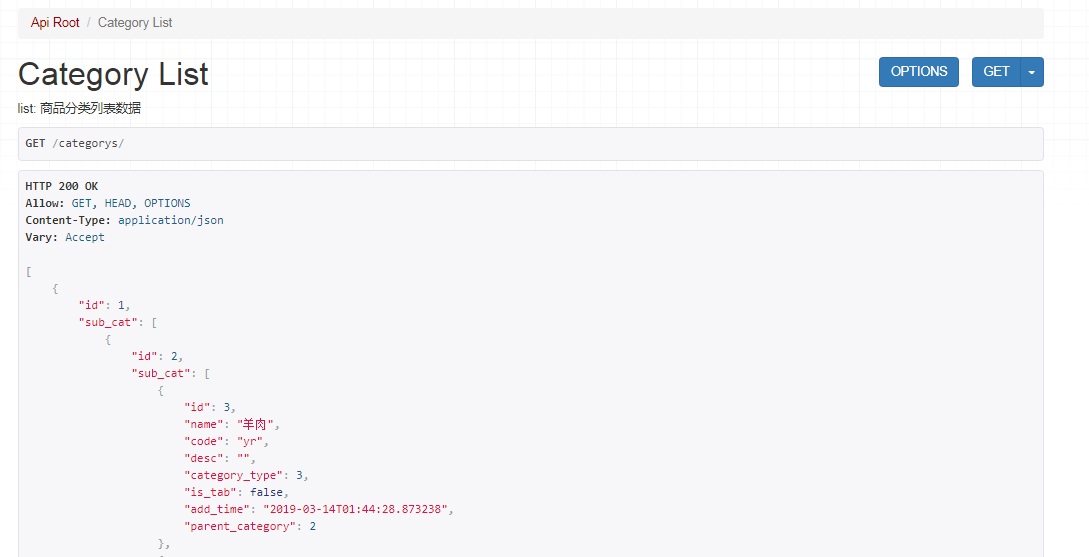 Api Root / Category List
Category List
OPTIONS
GET
list: 商品分类列表数据
GET /categorys/
HTTP 200 OK
Allow: GET, HEAD, OPTIONS
Content-Type: application/json
Vary: Accept
[
{
"id": 1,
"sub_cat": [
{
"id": 2,
"sub_cat": [
{
"id": 3,
"name": "羊肉",
"code": "yr",
"desc": "",
"category_type": 3,
"is_tab": false,
"add_time": "2019-03-14T01:44:28.873238",
"parent_category": 2
},